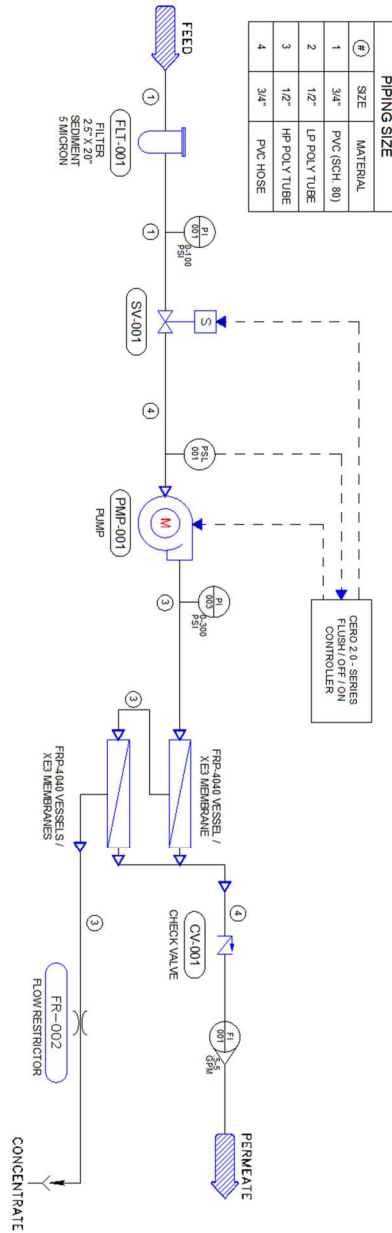 PIPING SIZE
# SIZE MATERIAL
1 3/4" PVC (SCH. 80)
2 1/2" LP POLY TUBE
3 1/2" HP POLY TUBE
4 3/4" PVC HOSE
FEED
1
FLT-001
FILTER
2.5" X 20"
SEDIMENT
5 MICRON
1
PI
001
0-100
PSI
S
SV-001
4
PSL
001
M
PMP-001
PUMP
CERO 2.0 - SERIES
FLUSH / OFF / ON
CONTROLLER
3
PI
003
0-300
PSI
FRP-4040 VESSEL /
XE3 MEMBRANE
3
FRP-4040 VESSELS /
XE3 MEMBRANES
4
CV-001
CHECK VALVE
FI
001
GPM
PERMEATE
3
FR-002
FLOW RESTRICTOR
CONCENTRATE